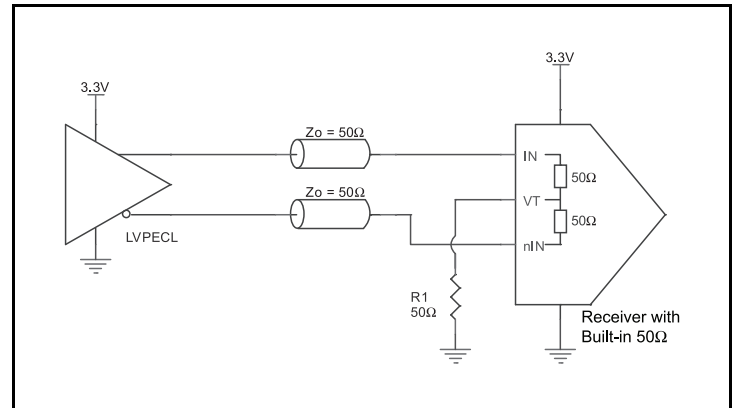 3.3V
3.3V
Zo = 50Ω
IN
50Ω
Zo = 50Ω
VT
50Ω
nIN
LVPECL
R1
50Ω
Receiver with
Built-in 50Ω